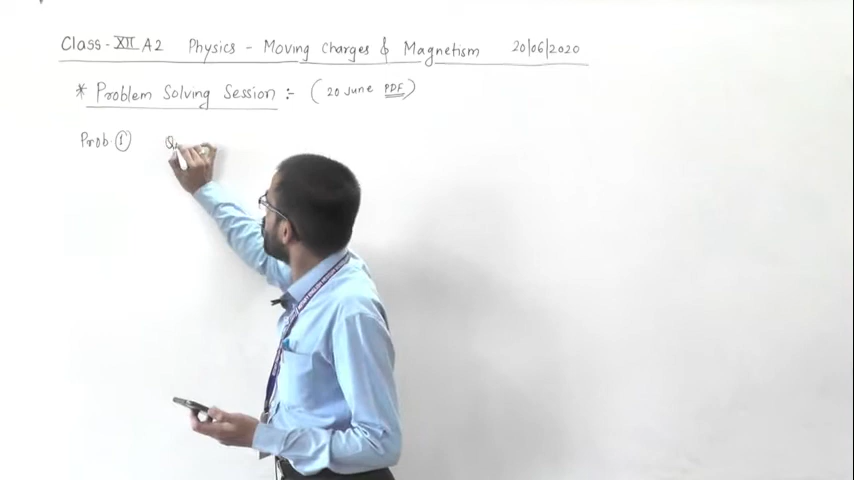 Class - XII A2 Physics - Moving Charges & Magnetism 20/06/2020
* Problem Solving Session :- ( 20 June PDF )
Prob. 1